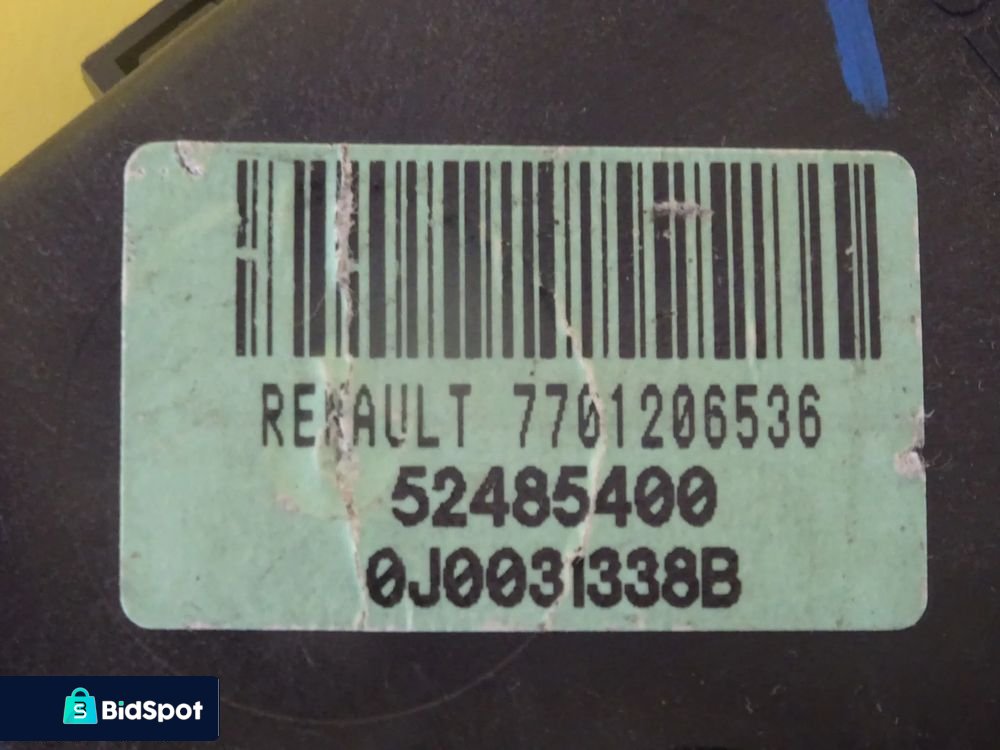 RENAULT 7701206536
52485400
0J0031338B
BidSpot